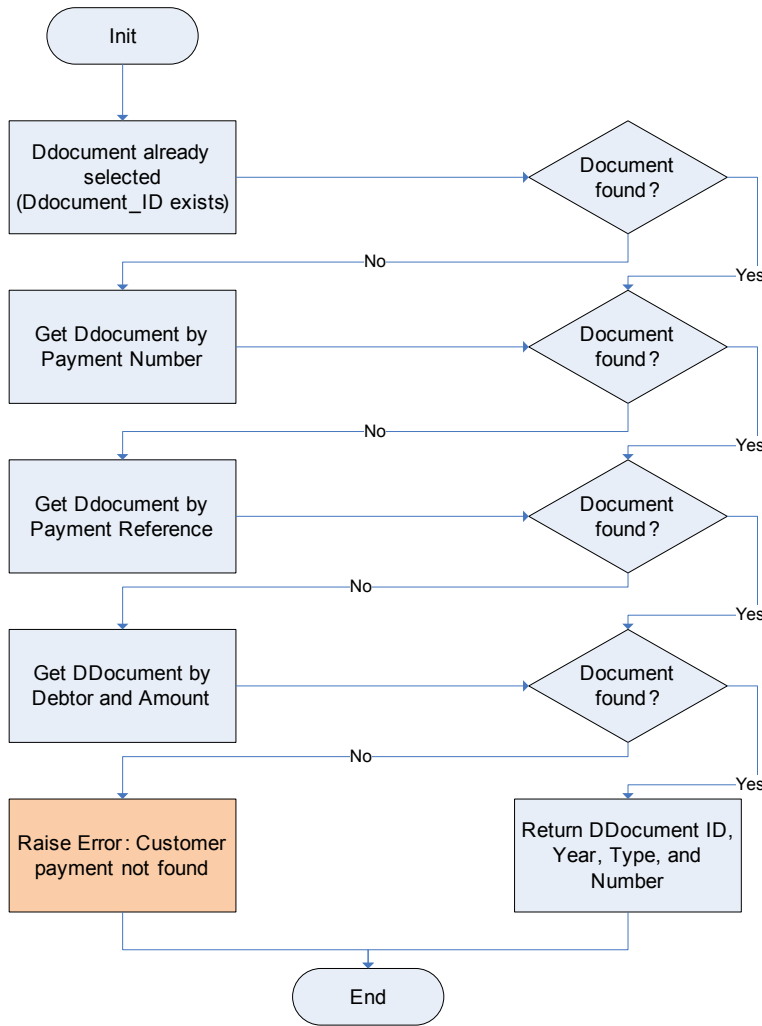 Init
Ddocument already
selected
(Ddocument_ID exists)
Document
found?
No
Yes
Get Ddocument by
Payment Number
Document
found?
No
Yes
Get Ddocument by
Payment Reference
Document
found?
No
Yes
Get DDocument by
Debtor and Amount
Document
found?
No
Yes
Raise Error: Customer
payment not found
Return DDocument ID,
Year, Type, and
Number
End